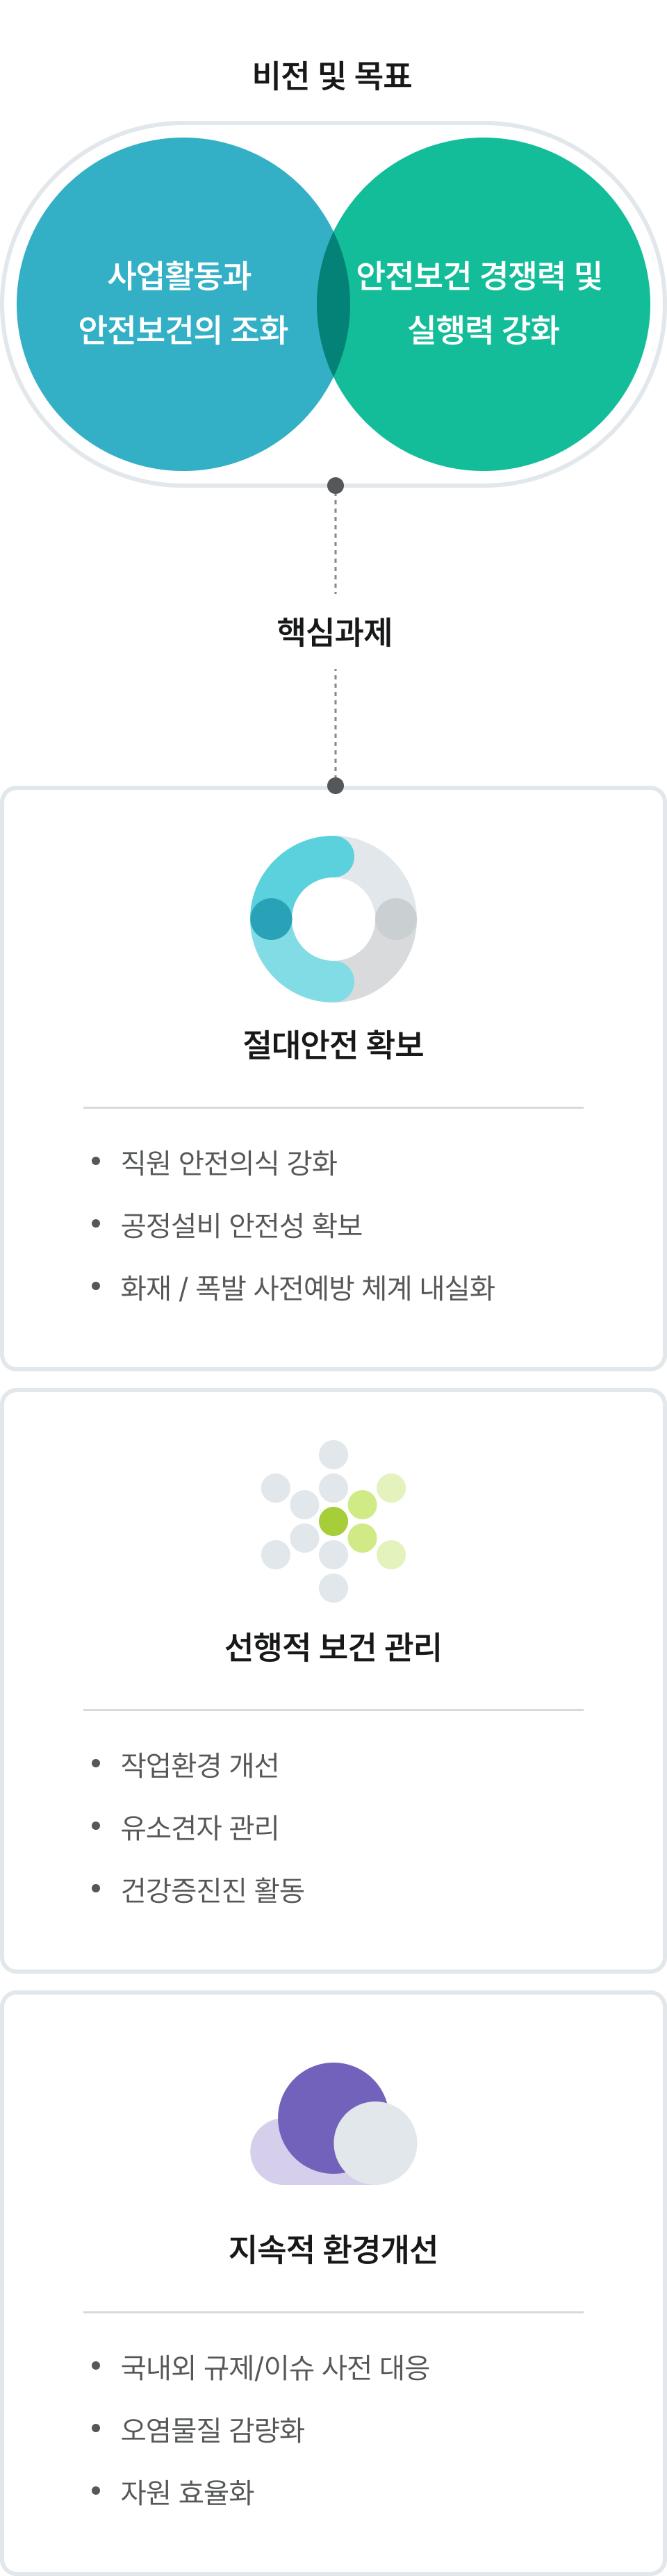 비전 및 목표
사업활동과
안전보건의 조화
안전보건 경쟁력 및
실행력 강화
핵심과제
절대안전 확보
• 직원 안전의식 강화
• 공정설비 안전성 확보
• 화재 / 폭발 사전예방 체계 내실화
선행적 보건 관리
• 작업환경 개선
• 유소견자 관리
• 건강증진진 활동
지속적 환경개선
• 국내외 규제/이슈 사전 대응
• 오염물질 감량화
• 자원 효율화